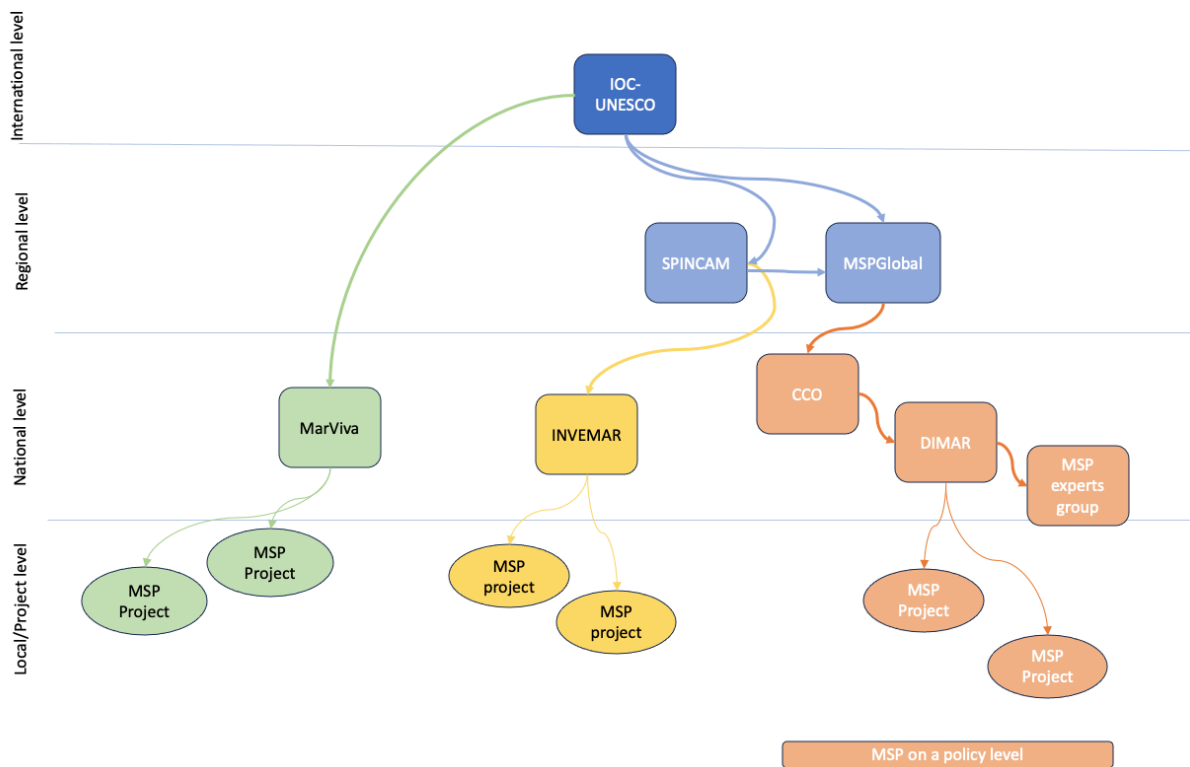 International level
IOC-
UNESCO
Regional level
SPINCAM
MSPGlobal
National level
MarViva
INVEMAR
CCO
DIMAR
MSP
experts
group
Local/Project level
MSP
Project
MSP
Project
MSP
project
MSP
project
MSP
Project
MSP
Project
MSP on a policy level